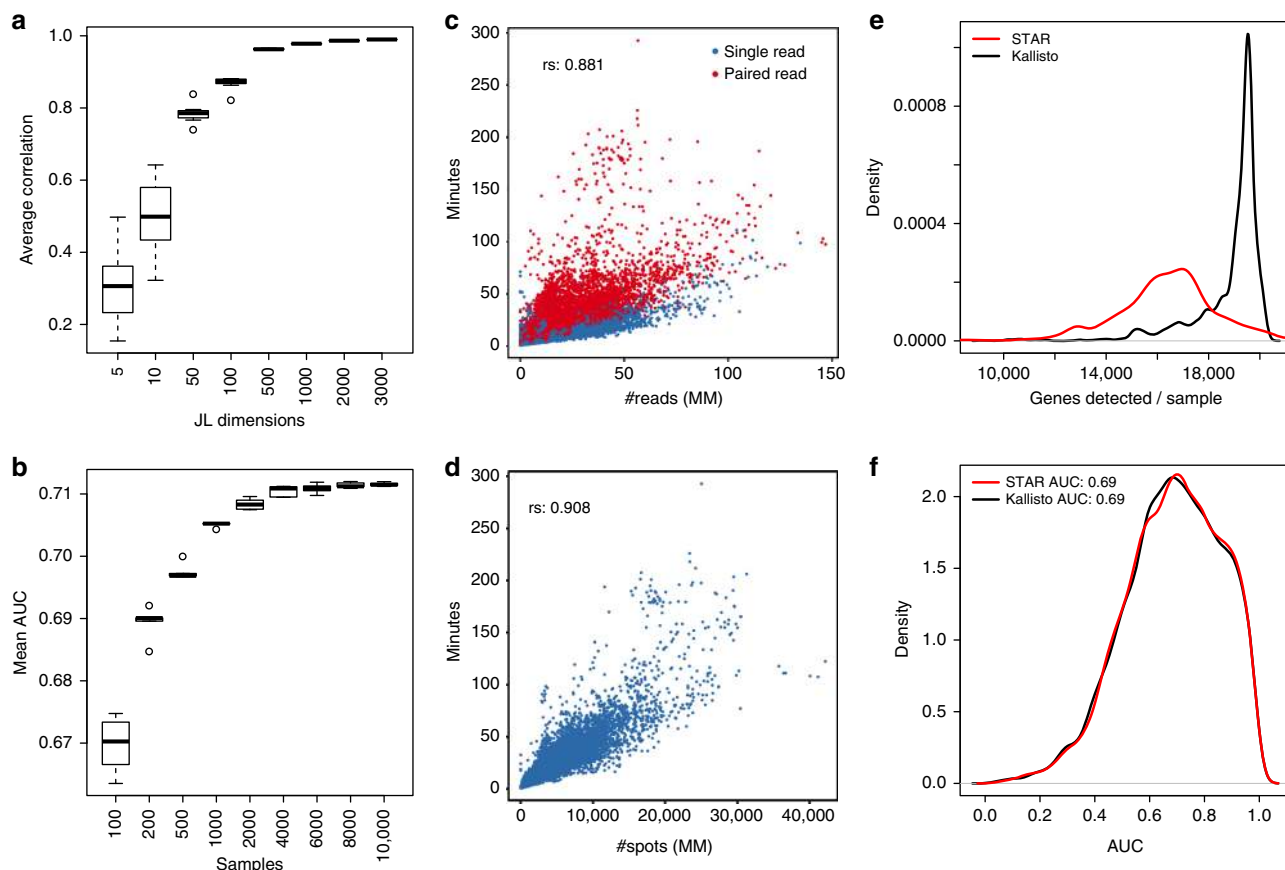 a
1.0
0.8
0.6
0.4
0.2
Average correlation
5
10
50
100
500
1000
2000
3000
JL dimensions
b
0.71
0.70
0.69
0.68
0.67
Mean AUC
100
200
500
1000
2000
4000
6000
8000
10,000
Samples
c
300
250
200
150
100
50
0
Minutes
rs: 0.881
Single read
Paired read
0
50
100
150
#reads (MM)
d
300
250
200
150
100
50
0
Minutes
rs: 0.908
0
10,000
20,000
30,000
40,000
#spots (MM)
e
STAR
Kallisto
0.0008
0.0004
0.0000
Density
10,000
14,000
18,000
Genes detected / sample
f
STAR AUC: 0.69
Kallisto AUC: 0.69
2.0
1.5
1.0
0.5
0.0
Density
0.0
0.2
0.4
0.6
0.8
1.0
AUC